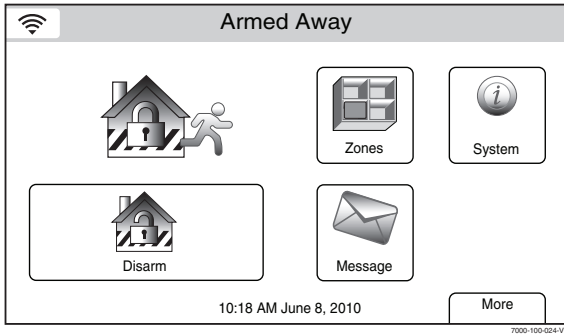 Armed Away
Zones
System
Disarm
Message
10:18 AM June 8, 2010
More
7000-100-024-V